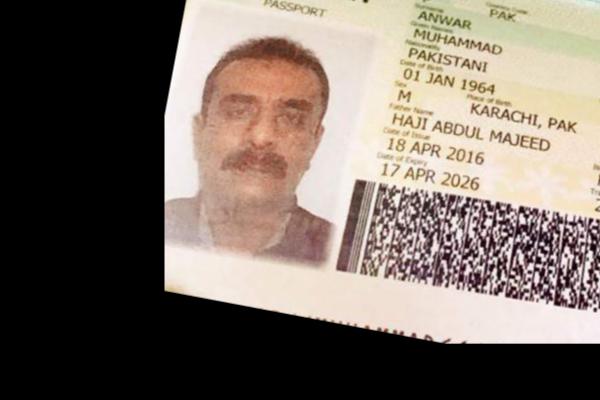 PASSPORT
Surname
Country Code
ANWAR
PAK
Given Names
MUHAMMAD
Nationality
PAKISTANI
Date of Birth
01 JAN 1964
Sex
Place of Birth
M
KARACHI, PAK
Father Name
HAJI ABDUL MAJEED
Date of Issue
18 APR 2016
Date of Expiry
17 APR 2026